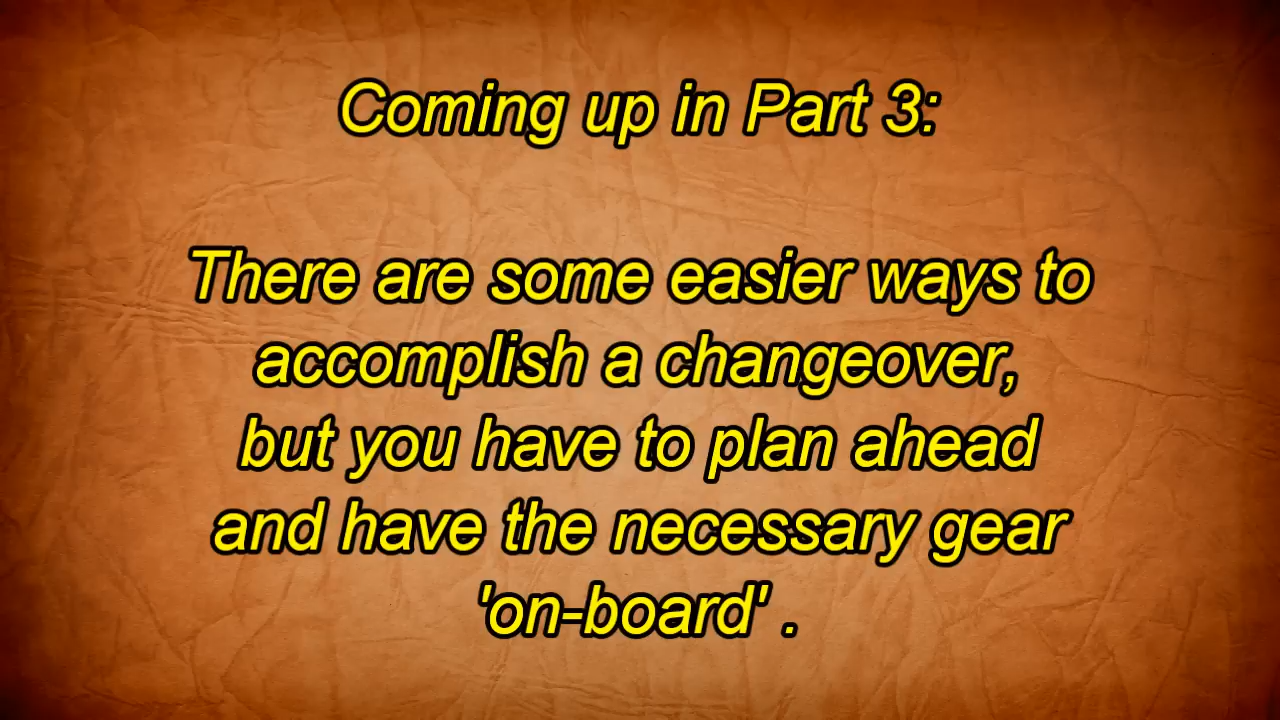 Coming up in Part 3:
There are some easier ways to
accomplish a changeover,
but you have to plan ahead
and have the necessary gear
'on-board' .